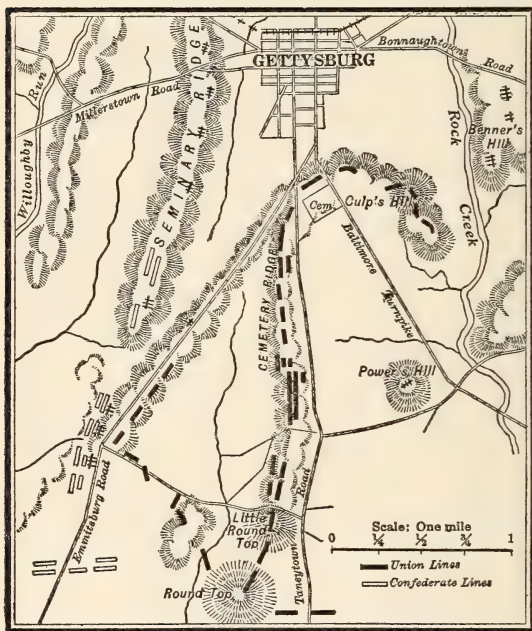 GETTYSBURG
Bonnaughtown Road
Millerstown Road
Willoughby Run
SEMINARY RIDGE
Rock Creek
Benner's Hill
Culp's Hill
Cem.
CEMETERY RIDGE
Baltimore Turnpike
Power's Hill
Emmitsburg Road
Little Round Top
Round Top
Taneytown Road
Scale: One mile
0 ¼ ½ ¾ 1
Union Lines
Confederate Lines